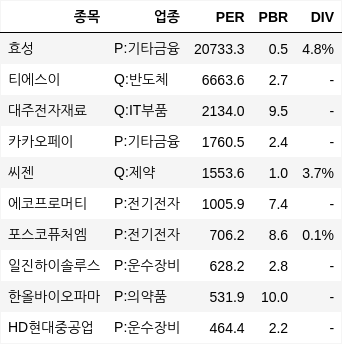 종목 업종 PER PBR DIV
효성 P:기타금융 20733.3 0.5 4.8%
티에스이 Q:반도체 6663.6 2.7 -
대주전자재료 Q:IT부품 2134.0 9.5 -
카카오페이 P:기타금융 1760.5 2.4 -
씨젠 Q:제약 1553.6 1.0 3.7%
에코프로머티 P:전기전자 1005.9 7.4 -
포스코퓨처엠 P:전기전자 706.2 8.6 0.1%
일진하이솔루스 P:운수장비 628.2 2.8 -
한올바이오파마 P:의약품 531.9 10.0 -
HD현대중공업 P:운수장비 464.4 2.2 -